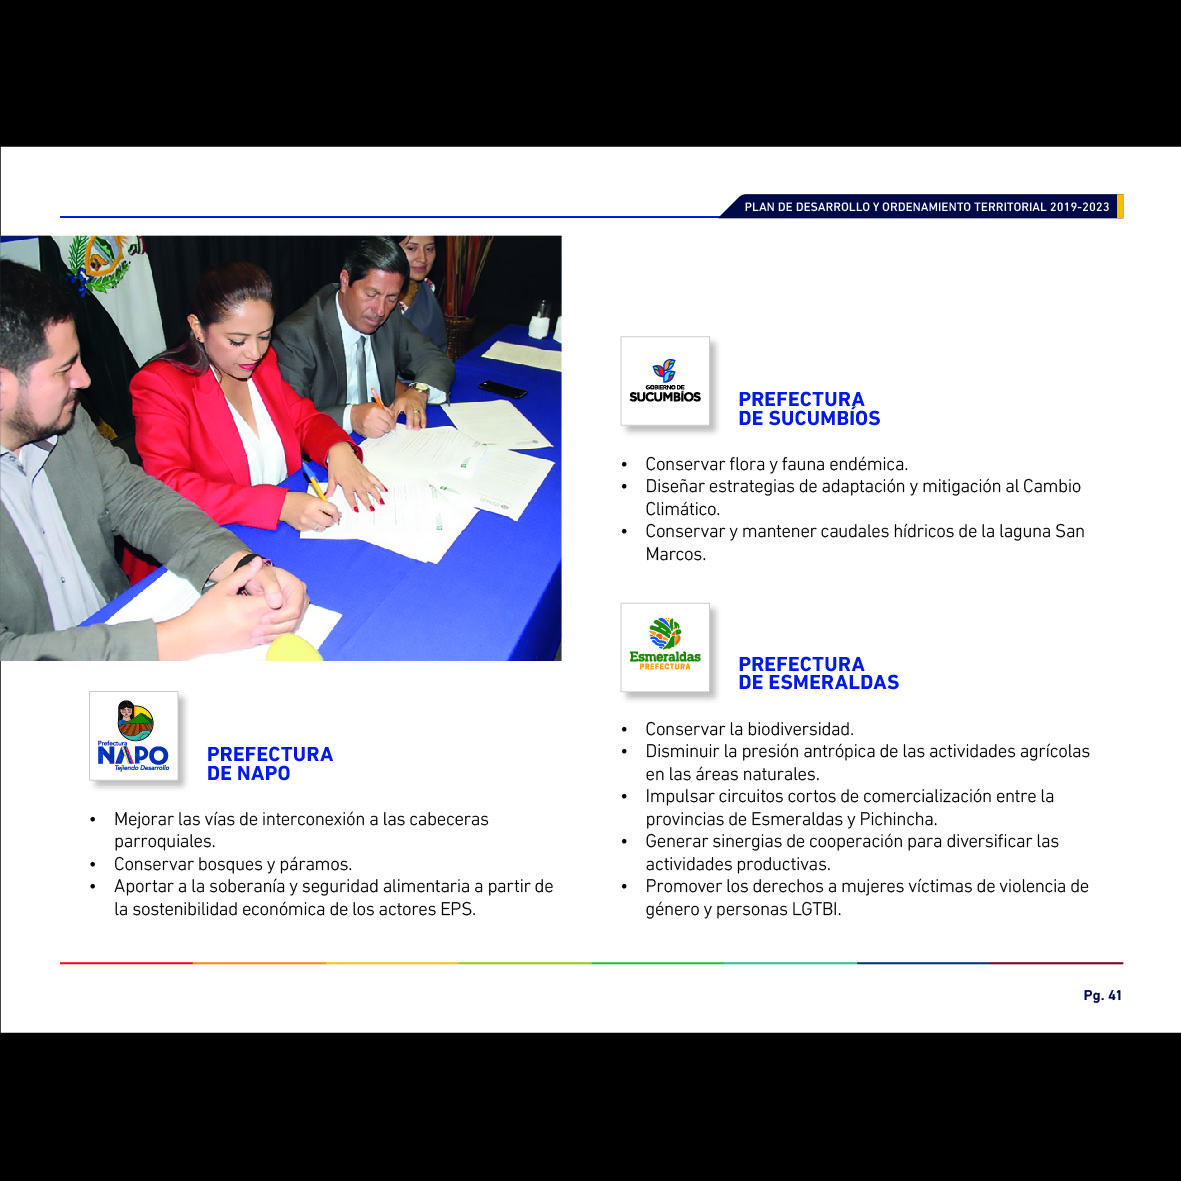 PLAN DE DESARROLLO Y ORDENAMIENTO TERRITORIAL 2019-2023
Prefectura
NAPO
Tejiendo Desarrollo
PREFECTURA
DE NAPO
• Mejorar las vías de interconexión a las cabeceras
parroquiales.
• Conservar bosques y páramos.
• Aportar a la soberanía y seguridad alimentaria a partir de
la sostenibilidad económica de los actores EPS.
GOBIERNO DE
SUCUMBÍOS
PREFECTURA
DE SUCUMBÍOS
• Conservar flora y fauna endémica.
• Diseñar estrategias de adaptación y mitigación al Cambio
Climático.
• Conservar y mantener caudales hídricos de la laguna San
Marcos.
Esmeraldas
PREFECTURA
PREFECTURA
DE ESMERALDAS
• Conservar la biodiversidad.
• Disminuir la presión antrópica de las actividades agrícolas
en las áreas naturales.
• Impulsar circuitos cortos de comercialización entre la
provincias de Esmeraldas y Pichincha.
• Generar sinergias de cooperación para diversificar las
actividades productivas.
• Promover los derechos a mujeres víctimas de violencia de
género y personas LGTBI.
Pg. 41